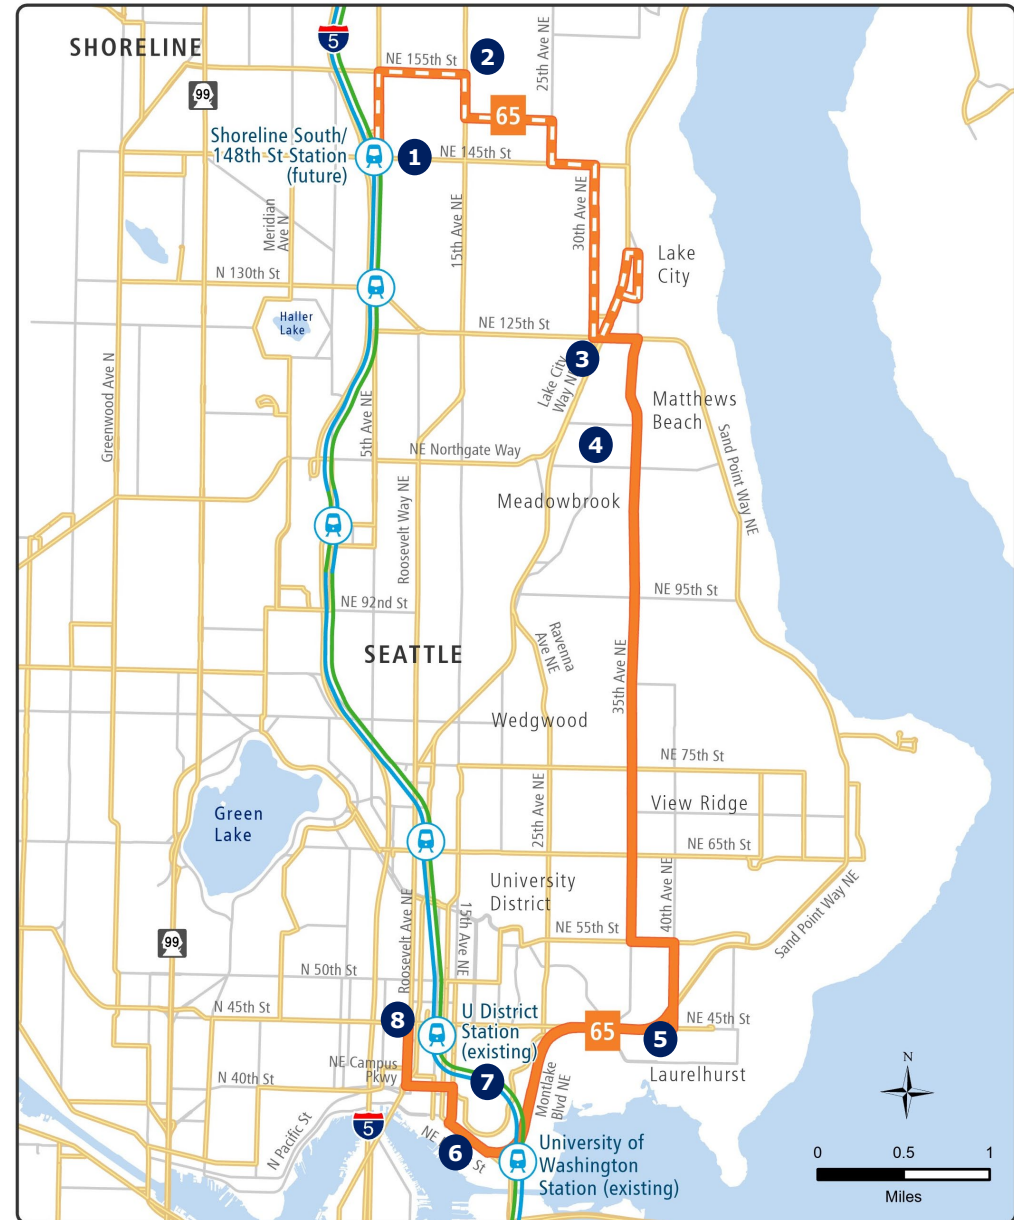 SHORELINE
5
NE 155th St
2
25th Ave NE
99
65
Shoreline South/
148th St Station
(future)
1
NE 145th St
Meridian
Ave N
15th Ave NE
30th Ave NE
Lake
City
N 130th St
Haller
Lake
NE 125th St
3
Lake City
Greenwood Ave N
5th Ave NE
Matthews
Beach
4
NE Northgate Way
Sand Point Way NE
Roosevelt Way NE
Meadowbrook
NE 92nd St
NE 95th St
Ravenna
Ave NE
SEATTLE
35th Ave NE
Wedgwood
NE 75th St
25th Ave NE
View Ridge
Green
Lake
NE 65th St
University
District
40th Ave NE
Roosevelt Ave NE
15th Ave NE
NE 55th St
Sand Point Way NE
99
N 50th St
N 45th St
8
U District
Station
(existing)
65
5
NE 45th St
NE Campus
Pkwy
N 40th St
7
Montlake
Blvd NE
Laurelhurst
N Pacific St
5
NE
St
6
University of
Washington
Station (existing)
N
0 0.5 1
Miles